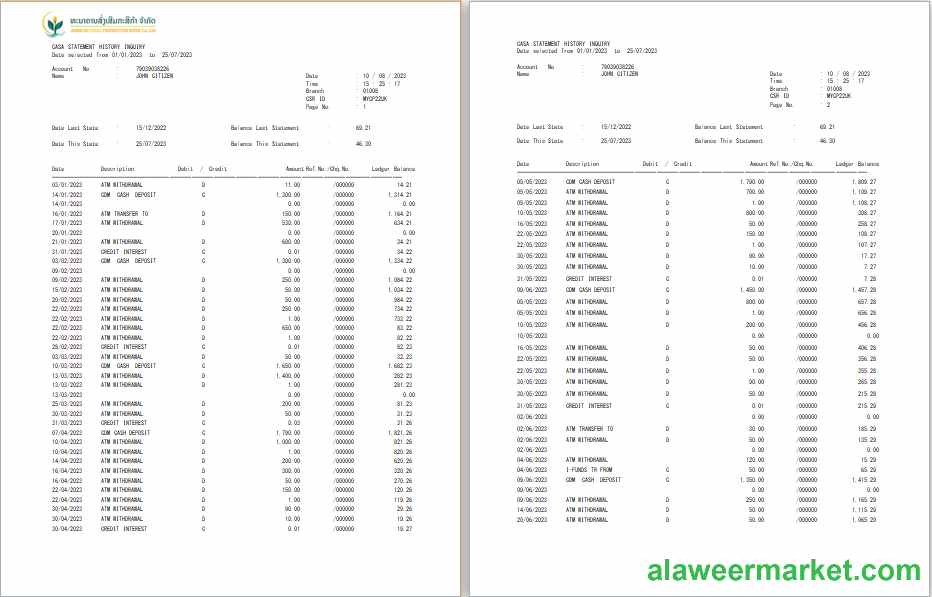 CASA STATEMENT HISTORY INQUIRY
Date selected from 01/01/2023 to 25/07/2023
Account No : 79039038226
Name : JOHN CITIZEN
Date : 10 / 08 / 2023
Time : 15 : 25 : 17
Branch : 01008
CSR ID : MYGP22UK
Page No : 1
Date Last State : 15/12/2022 Balance Last Statement : 69.21
Date This State : 25/07/2023 Balance This Statement : 46.30
Date Description Debit / Credit Amount Ref No /Chq No. Ledger Balance
03/01/2023 ATM WITHDRAWAL D 11.00 /000000 14.21
14/01/2023 CDM CASH DEPOSIT C 1,300.00 /000000 1,314.21
14/01/2023 0.00 /000000 0.00
16/01/2023 ATM TRANSFER TO D 150.00 /000000 1,164.21
17/01/2023 ATM WITHDRAWAL D 530.00 /000000 634.21
20/01/2023 0.00 /000000 0.00
21/01/2023 ATM WITHDRAWAL D 600.00 /000000 34.21
31/01/2023 CREDIT INTEREST C 0.01 /000000 34.22
03/02/2023 CDM CASH DEPOSIT C 1,300.00 /000000 1,334.22
09/02/2023 0.00 /000000 0.00
09/02/2023 ATM WITHDRAWAL D 250.00 /000000 1,084.22
15/02/2023 ATM WITHDRAWAL D 50.00 /000000 1,034.22
20/02/2023 ATM WITHDRAWAL D 50.00 /000000 984.22
22/02/2023 ATM WITHDRAWAL D 250.00 /000000 734.22
22/02/2023 ATM WITHDRAWAL D 1.00 /000000 733.22
22/02/2023 ATM WITHDRAWAL D 650.00 /000000 83.22
22/02/2023 ATM WITHDRAWAL D 1.00 /000000 82.22
28/02/2023 CREDIT INTEREST C 0.01 /000000 82.23
03/03/2023 ATM WITHDRAWAL D 50.00 /000000 32.23
10/03/2023 CDM CASH DEPOSIT C 1,650.00 /000000 1,682.23
13/03/2023 ATM WITHDRAWAL D 1,400.00 /000000 282.23
13/03/2023 ATM WITHDRAWAL D 1.00 /000000 281.23
13/03/2023 0.00 /000000 0.00
25/03/2023 ATM WITHDRAWAL D 200.00 /000000 81.23
30/03/2023 ATM WITHDRAWAL D 50.00 /000000 31.23
31/03/2023 CREDIT INTEREST C 0.03 /000000 31.26
07/04/2023 CDM CASH DEPOSIT C 1,790.00 /000000 1,821.26
10/04/2023 ATM WITHDRAWAL D 1,000.00 /000000 821.26
10/04/2023 ATM WITHDRAWAL D 1.00 /000000 820.26
14/04/2023 ATM WITHDRAWAL D 200.00 /000000 620.26
16/04/2023 ATM WITHDRAWAL D 300.00 /000000 320.26
16/04/2023 ATM WITHDRAWAL D 50.00 /000000 270.26
22/04/2023 ATM WITHDRAWAL D 150.00 /000000 120.26
22/04/2023 ATM WITHDRAWAL D 1.00 /000000 119.26
30/04/2023 ATM WITHDRAWAL D 90.00 /000000 29.26
30/04/2023 ATM WITHDRAWAL D 10.00 /000000 19.26
30/04/2023 CREDIT INTEREST C 0.01 /000000 19.27
CASA STATEMENT HISTORY INQUIRY
Date selected from 01/01/2023 to 25/07/2023
Account No : 79039038226
Name : JOHN CITIZEN
Date : 10 / 08 / 2023
Time : 15 : 25 : 17
Branch : 01008
CSR ID : MYGP22UK
Page No : 2
Date Last State : 15/12/2022 Balance Last Statement : 69.21
Date This State : 25/07/2023 Balance This Statement : 46.30
Date Description Debit / Credit Amount Ref No /Chq No. Ledger Balance
05/05/2023 CDM CASH DEPOSIT C 1,790.00 /000000 1,809.27
09/05/2023 ATM WITHDRAWAL D 700.00 /000000 1,109.27
09/05/2023 ATM WITHDRAWAL D 1.00 /000000 1,108.27
10/05/2023 ATM WITHDRAWAL D 800.00 /000000 308.27
16/05/2023 ATM WITHDRAWAL D 50.00 /000000 258.27
22/05/2023 ATM WITHDRAWAL D 150.00 /000000 108.27
22/05/2023 ATM WITHDRAWAL D 1.00 /000000 107.27
30/05/2023 ATM WITHDRAWAL D 90.00 /000000 17.27
30/05/2023 ATM WITHDRAWAL D 10.00 /000000 7.27
31/05/2023 CREDIT INTEREST C 0.01 /000000 7.28
09/06/2023 CDM CASH DEPOSIT C 1,450.00 /000000 1,457.28
03/05/2023 ATM WITHDRAWAL D 800.00 /000000 657.28
05/05/2023 ATM WITHDRAWAL D 1.00 /000000 656.28
10/05/2023 ATM WITHDRAWAL D 200.00 /000000 456.28
10/05/2023 0.00 /000000 0.00
16/05/2023 ATM WITHDRAWAL D 50.00 /000000 406.28
22/05/2023 ATM WITHDRAWAL D 50.00 /000000 356.28
22/05/2023 ATM WITHDRAWAL D 1.00 /000000 355.28
30/05/2023 ATM WITHDRAWAL D 90.00 /000000 265.28
30/05/2023 ATM WITHDRAWAL D 50.00 /000000 215.28
31/05/2023 CREDIT INTEREST C 0.01 /000000 215.29
02/06/2023 0.00 /000000 0.00
02/06/2023 ATM TRANSFER TO D 30.00 /000000 185.29
02/06/2023 ATM WITHDRAWAL D 50.00 /000000 135.29
02/06/2023 0.00 /000000 0.00
04/06/2023 ATM WITHDRAWAL D 120.00 /000000 15.29
04/06/2023 I-FUNDS TR FROM C 50.00 /000000 65.29
09/06/2023 CDM CASH DEPOSIT C 1,350.00 /000000 1,415.29
09/06/2023 0.00 /000000 0.00
09/06/2023 ATM WITHDRAWAL D 250.00 /000000 1,165.29
14/06/2023 ATM WITHDRAWAL D 50.00 /000000 1,115.29
20/06/2023 ATM WITHDRAWAL D 50.00 /000000 1,065.29
alaweermarket.com